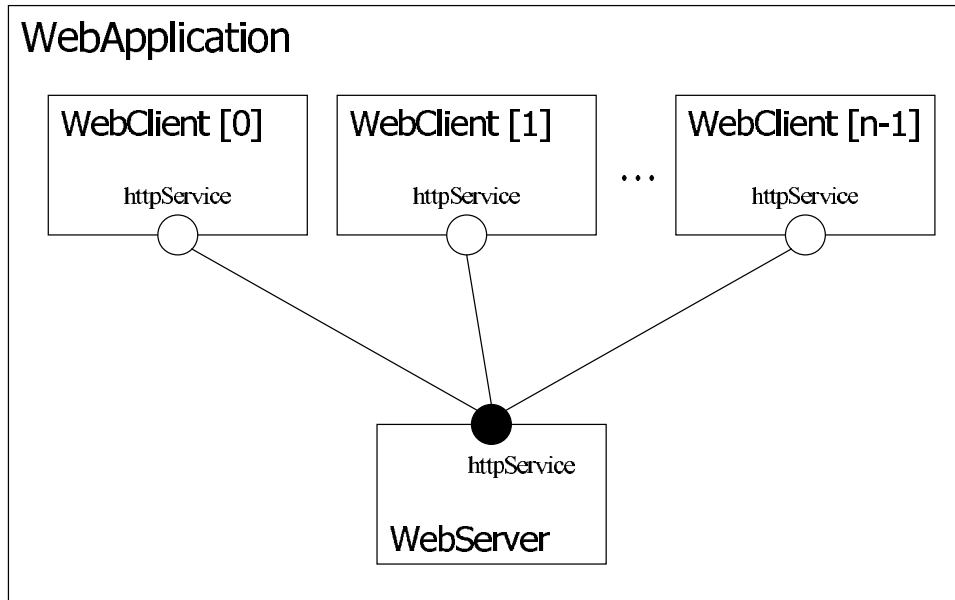 WebApplication
WebClient [0]
WebClient [1]
WebClient [n-1]
...
httpService
httpService
httpService
httpService
WebServer